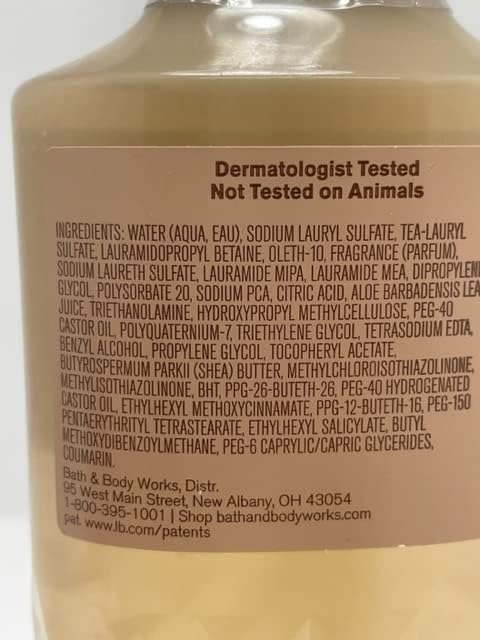 Dermatologist Tested
Not Tested on Animals
INGREDIENTS: WATER (AQUA, EAU), SODIUM LAURYL SULFATE, TEA-LAURYL
SULFATE, LAURAMIDOPROPYL BETAINE, OLETH-10, FRAGRANCE (PARFUM),
SODIUM LAURETH SULFATE, LAURAMIDE MIPA, LAURAMIDE MEA, DIPROPYLENE
GLYCOL, POLYSORBATE 20, SODIUM PCA, CITRIC ACID, ALOE BARBADENSIS LEA
JUICE, TRIETHANOLAMINE, HYDROXYPROPYL METHYLCELLULOSE, PEG-40
CASTOR OIL, POLYQUATERNIUM-7, TRIETHYLENE GLYCOL, TETRASODIUM EDTA,
BENZYL ALCOHOL, PROPYLENE GLYCOL, TOCOPHERYL ACETATE,
BUTYROSPERMUM PARKII (SHEA) BUTTER, METHYLCHLOROISOTHIAZOLINONE,
METHYLISOTHIAZOLINONE, BHT, PPG-26-BUTETH-26, PEG-40 HYDROGENATED
CASTOR OIL, ETHYLHEXYL METHOXYCINNAMATE, PPG-12-BUTETH-16, PEG-150
PENTAERYTHRITYL TETRASTEARATE, ETHYLHEXYL SALICYLATE, BUTYL
METHOXYDIBENZOYLMETHANE, PEG-6 CAPRYLIC/CAPRIC GLYCERIDES,
COUMARIN.
Bath & Body Works, Distr.
95 West Main Street, New Albany, OH 43054
1-800-395-1001 | Shop bathandbodyworks.com
pat. www.lb.com/patents